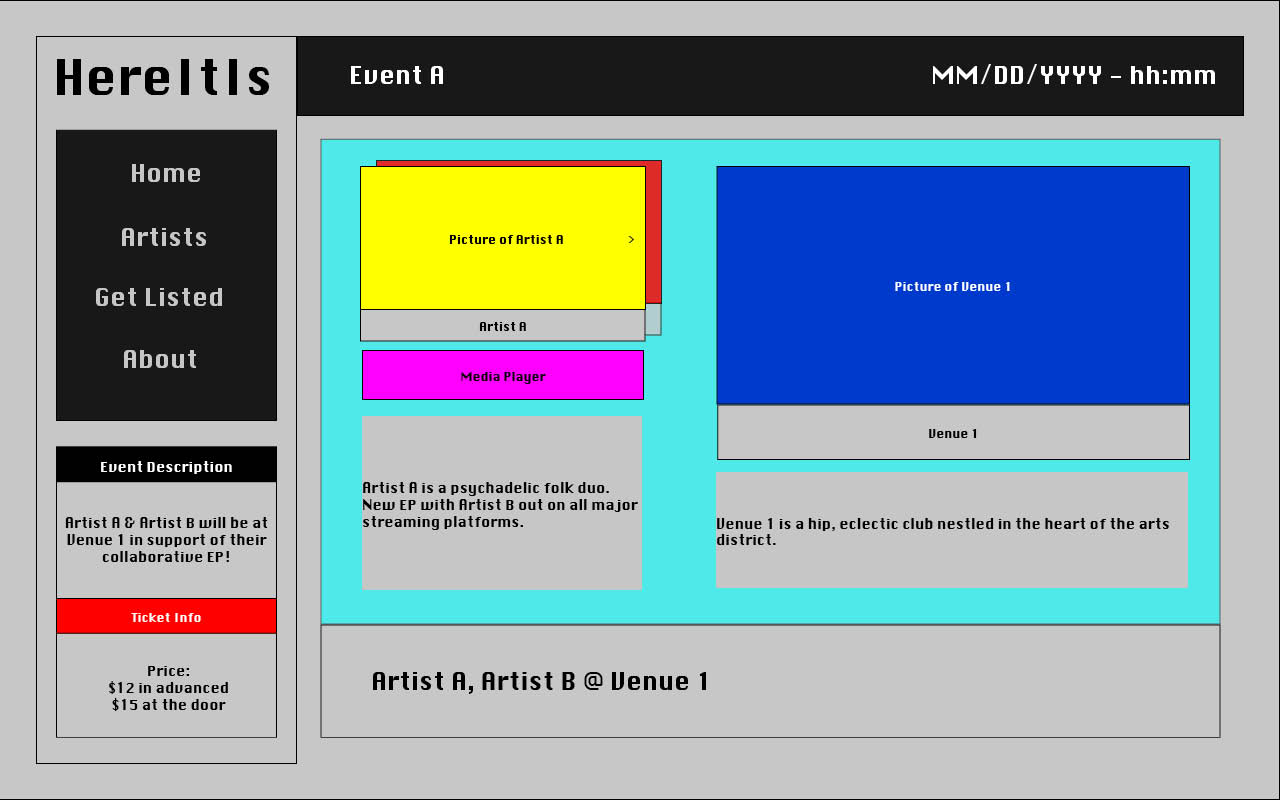 HereItIs
Home
Artists
Get Listed
About
Event Description
Artist A & Artist B will be at
Venue 1 in support of their
collaborative EP!
Ticket Info
Price:
$12 in advanced
$15 at the door
Event A
MM/DD/YYYY - hh:mm
Picture of Artist A >
Artist A
Media Player
Artist A is a psychadelic folk duo.
New EP with Artist B out on all major
streaming platforms.
Picture of Venue 1
Venue 1
Venue 1 is a hip, eclectic club nestled in the heart of the arts
district.
Artist A, Artist B @ Venue 1